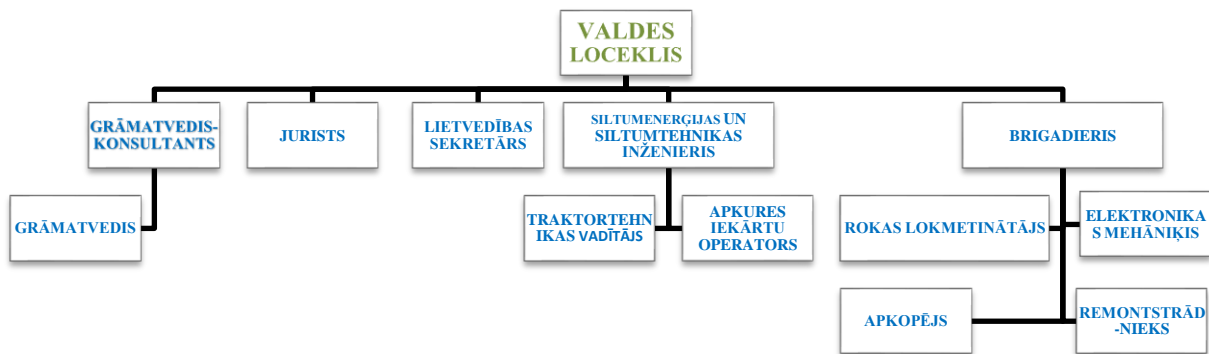 VALDES
LOCEKLIS
GRĀMATVEDIS-
KONSULTANTS
JURISTS
LIETVEDĪBAS
SEKRETĀRS
SILTUMENERĢIJAS UN
SILTUMTEHNIKAS
INŽENIERIS
BRIGADIERIS
GRĀMATVEDIS
TRAKTORTEHN
IKAS VADĪTĀJS
APKURES
IEKĀRTU
OPERATORS
ROKAS LOKMETINĀTĀJS
ELEKTRONIKA
S MEHĀNIĶIS
APKOPĒJS
REMONTSTRĀD
-NIEKS